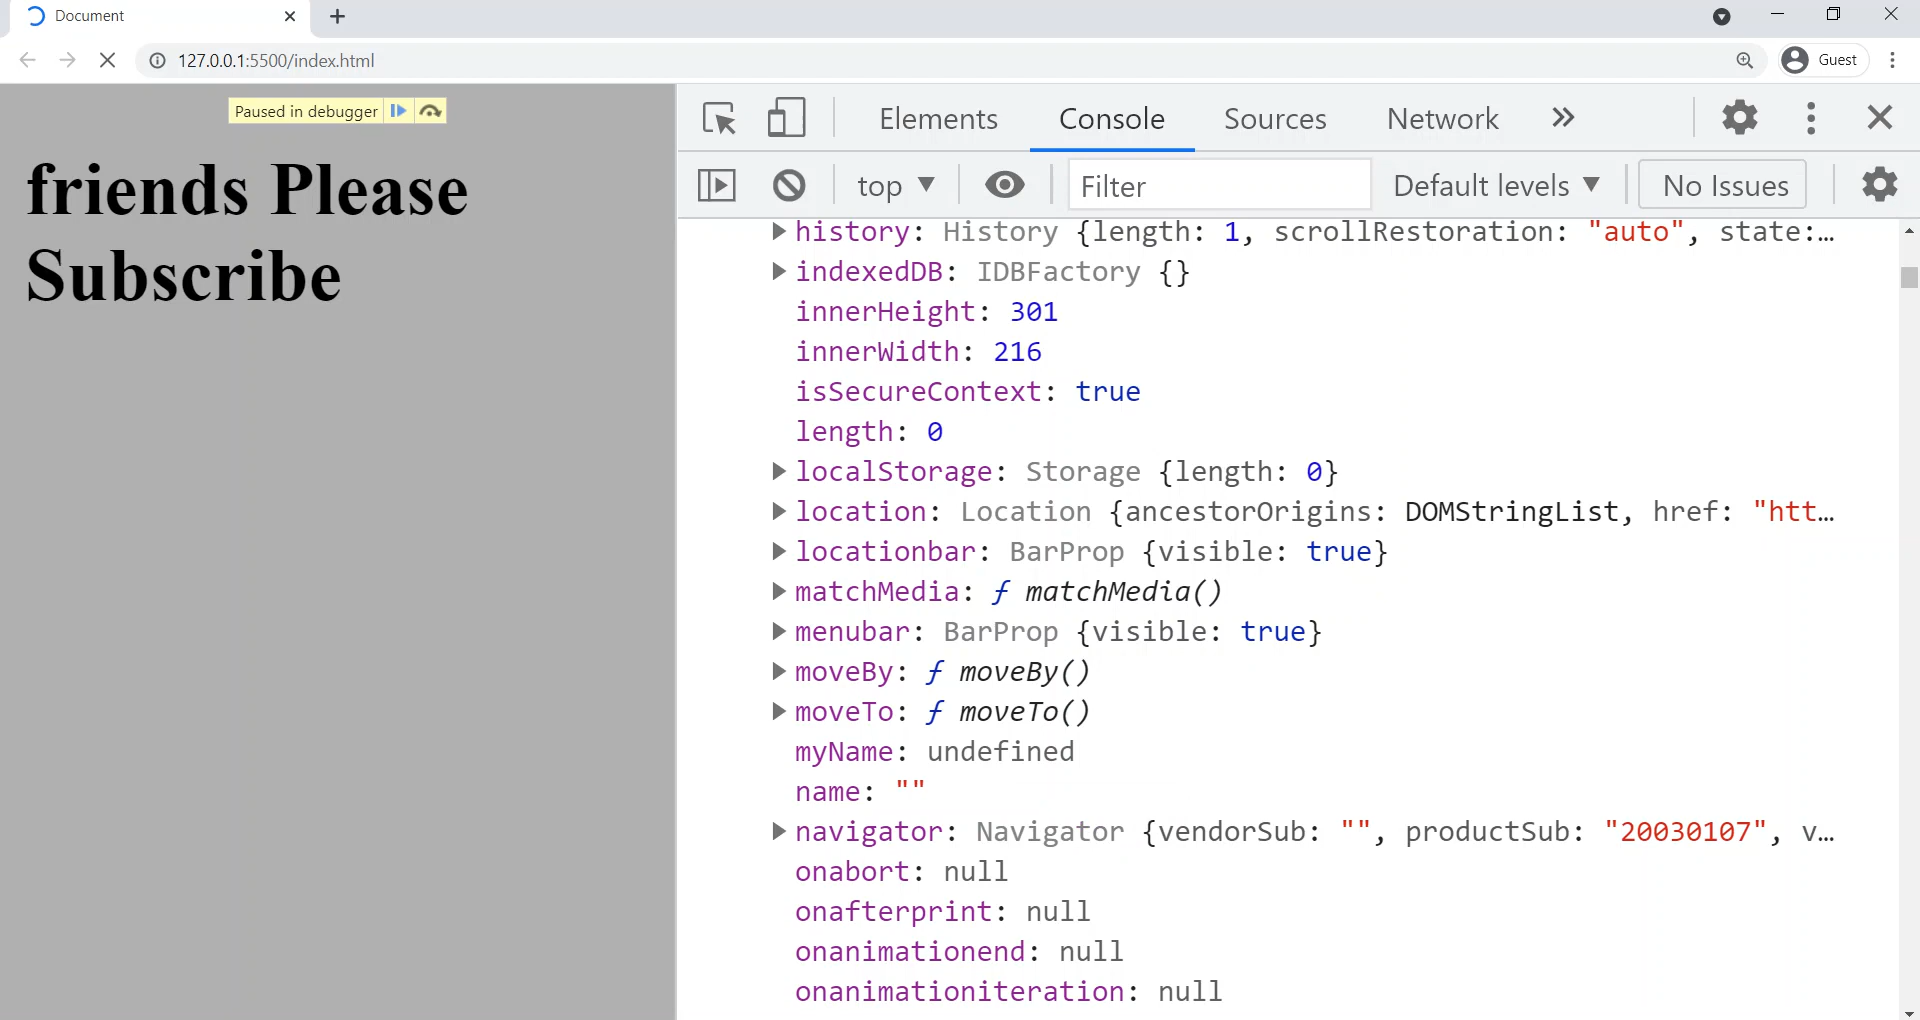 Document
127.0.0.1:5500/index.html
Guest
Paused in debugger
friends Please
Subscribe
Elements Console Sources Network
top Filter Default levels No Issues
history: History {length: 1, scrollRestoration: "auto", state:…
indexedDB: IDBFactory {}
innerHeight: 301
innerWidth: 216
isSecureContext: true
length: 0
localStorage: Storage {length: 0}
location: Location {ancestorOrigins: DOMStringList, href: "htt…
locationbar: BarProp {visible: true}
matchMedia: ƒ matchMedia()
menubar: BarProp {visible: true}
moveBy: ƒ moveBy()
moveTo: ƒ moveTo()
myName: undefined
name: ""
navigator: Navigator {vendorSub: "", productSub: "20030107", v…
onabort: null
onafterprint: null
onanimationend: null
onanimationiteration: null